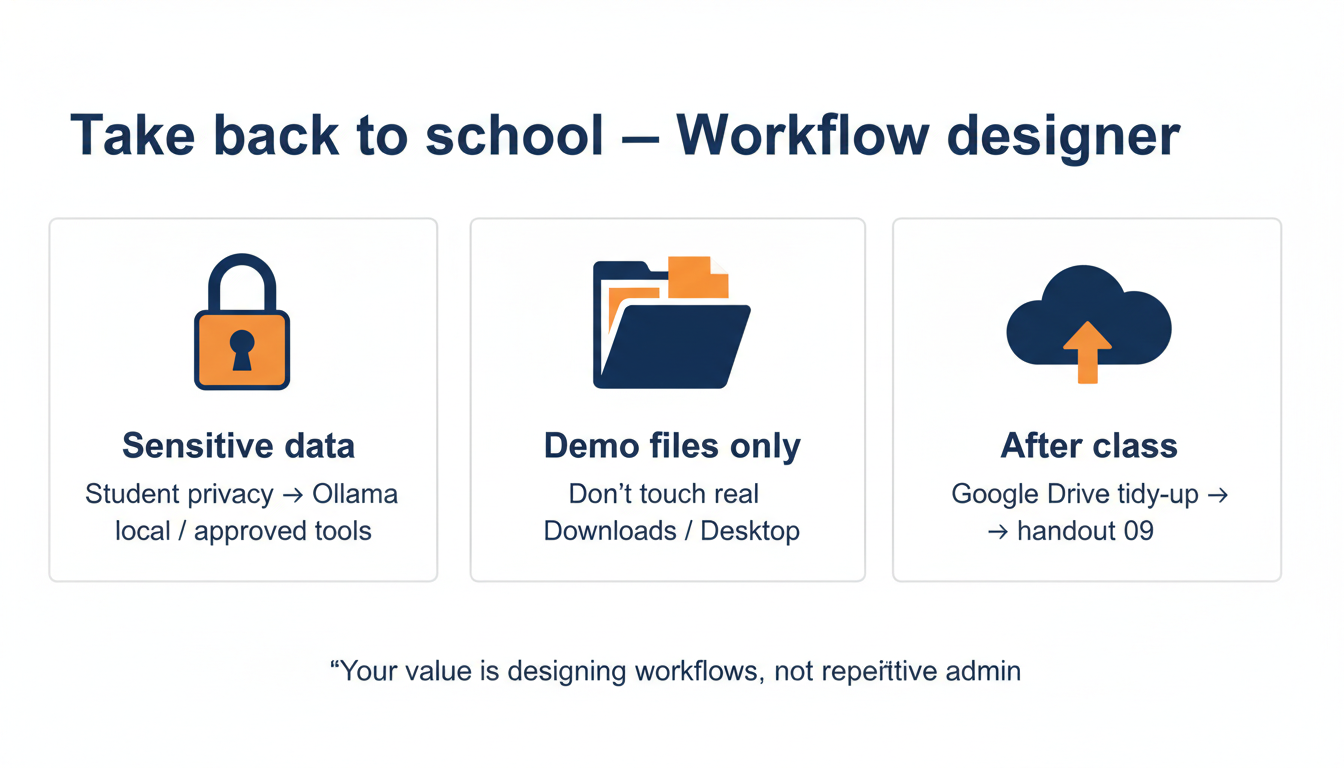 Take back to school — Workflow designer
Sensitive data
Student privacy → Ollama
local / approved tools
Demo files only
Don’t touch real
Downloads / Desktop
After class
Google Drive tidy-up →
→ handout 09
“Your value is designing workflows, not admin